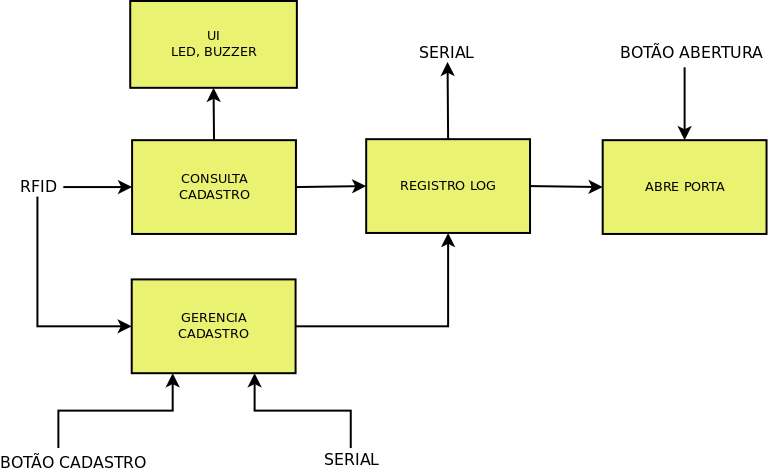 UI
LED, BUZZER
SERIAL
BOTÃO ABERTURA
RFID
CONSULTA
CADASTRO
REGISTRO LOG
ABRE PORTA
GERENCIA
CADASTRO
BOTÃO CADASTRO
SERIAL